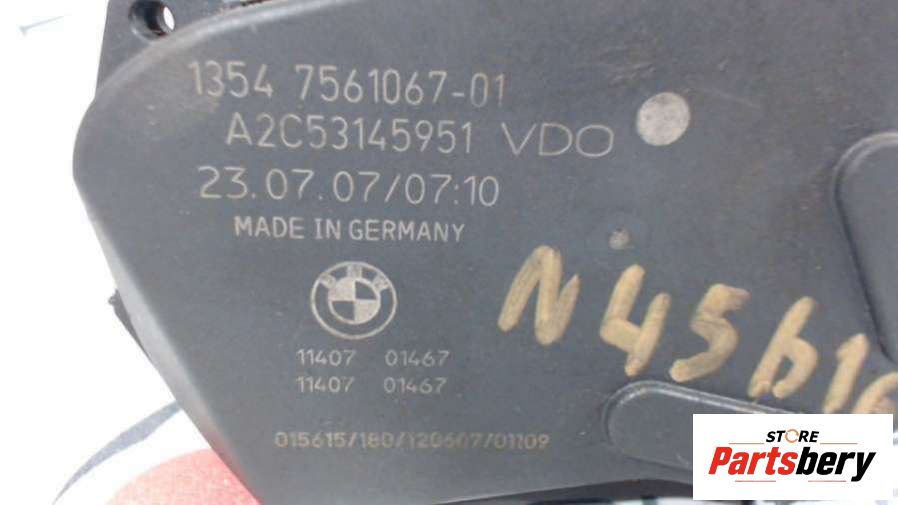 1354 7561067-01
A2C53145951 VDO
23.07.07/07:10
MADE IN GERMANY
BMW
11407 01467
11407 01467
015615/180/120607/01109
N45b16
STORE
Partsbery